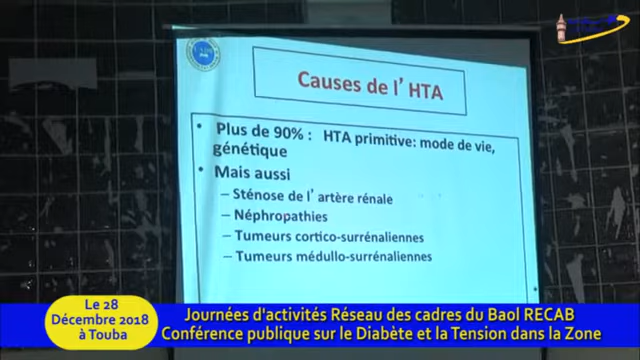 Causes de l' HTA
• Plus de 90% : HTA primitive: mode de vie,
génétique
• Mais aussi
– Sténose de l' artère rénale
– Néphropathies
– Tumeurs cortico-surrénaliennes
– Tumeurs médullo-surrénaliennes
Le 28
Décembre 2018
à Touba
Journées d'activités Réseau des cadres du Baol RECAB
Conférence publique sur le Diabète et la Tension dans la Zone